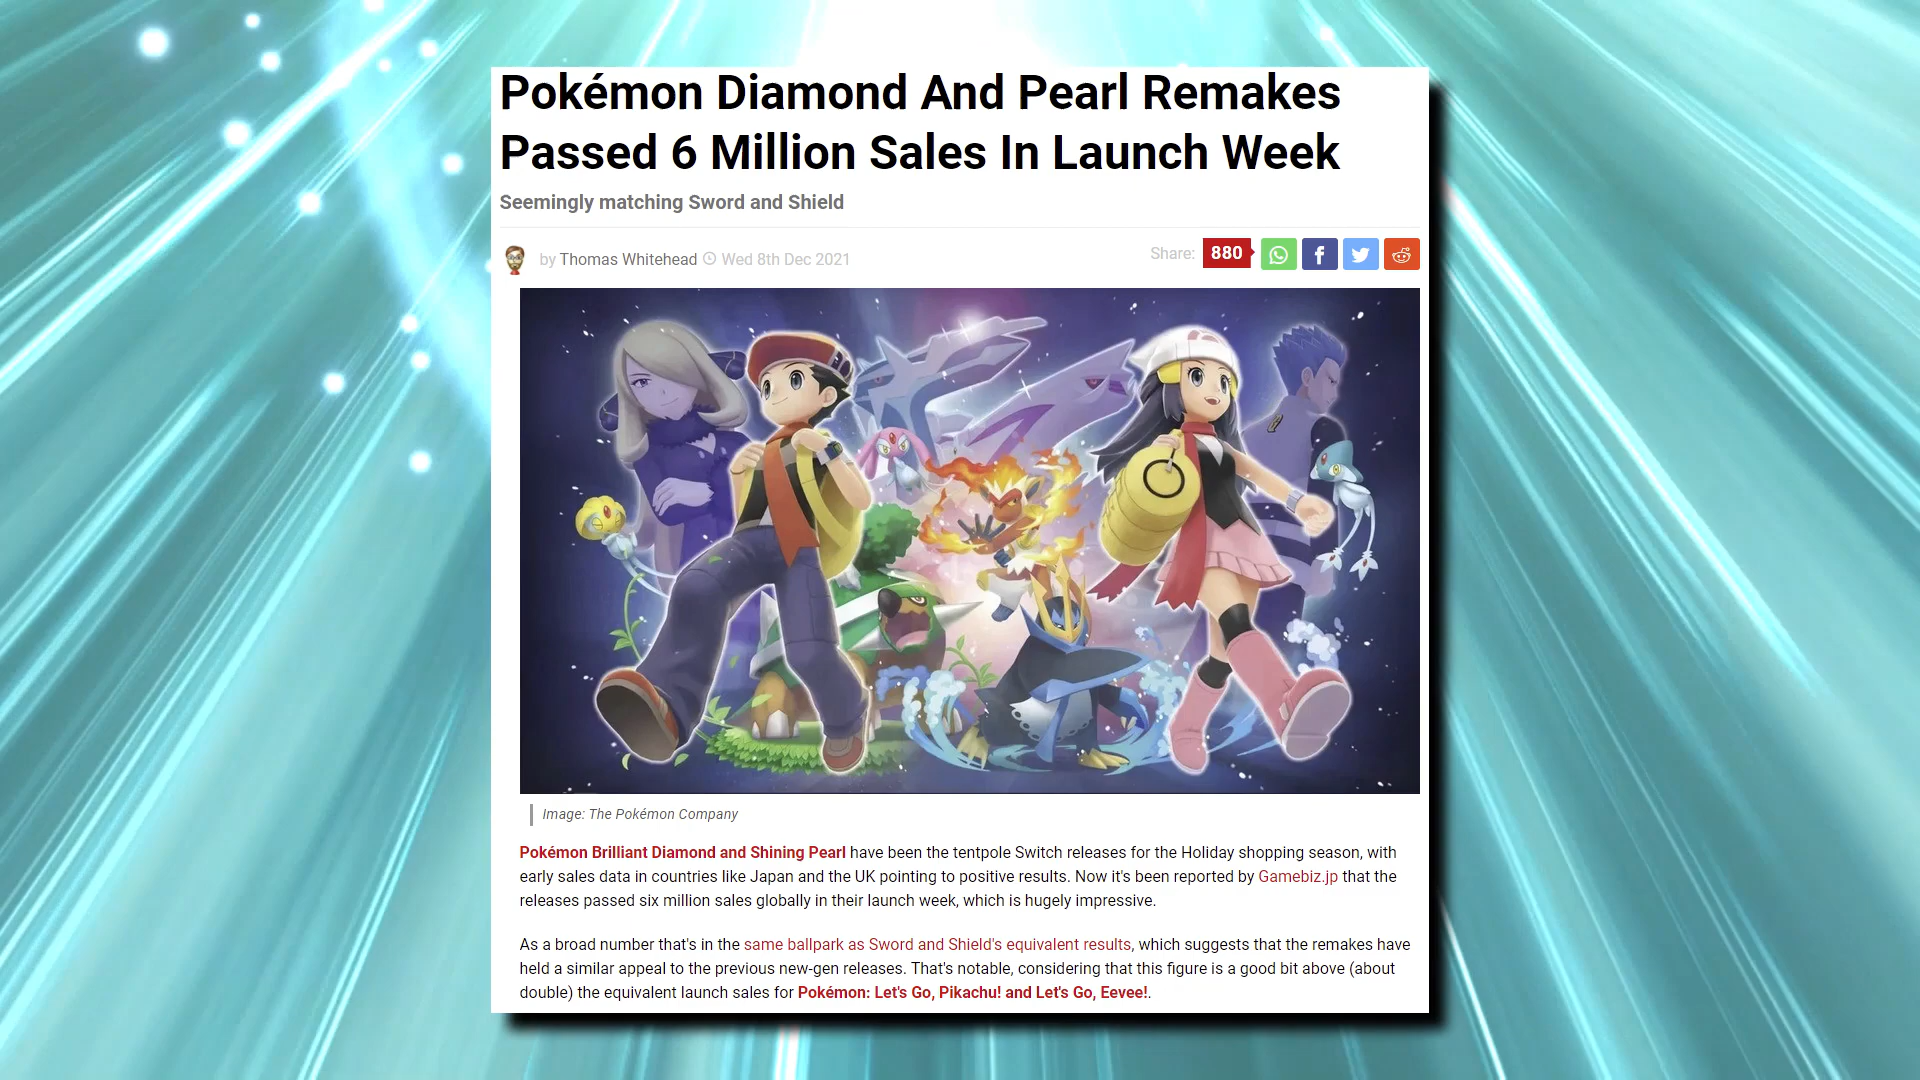 Pokémon Diamond And Pearl Remakes
Passed 6 Million Sales In Launch Week
Seemingly matching Sword and Shield
by Thomas Whitehead Wed 8th Dec 2021
Share: 880
Image: The Pokémon Company
Pokémon Brilliant Diamond and Shining Pearl have been the tentpole Switch releases for the Holiday shopping season, with
early sales data in countries like Japan and the UK pointing to positive results. Now it's been reported by Gamebiz.jp that the
releases passed six million sales globally in their launch week, which is hugely impressive.
As a broad number that's in the same ballpark as Sword and Shield's equivalent results, which suggests that the remakes have
held a similar appeal to the previous new-gen releases. That's notable, considering that this figure is a good bit above (about
double) the equivalent launch sales for Pokémon: Let's Go, Pikachu! and Let's Go, Eevee!.